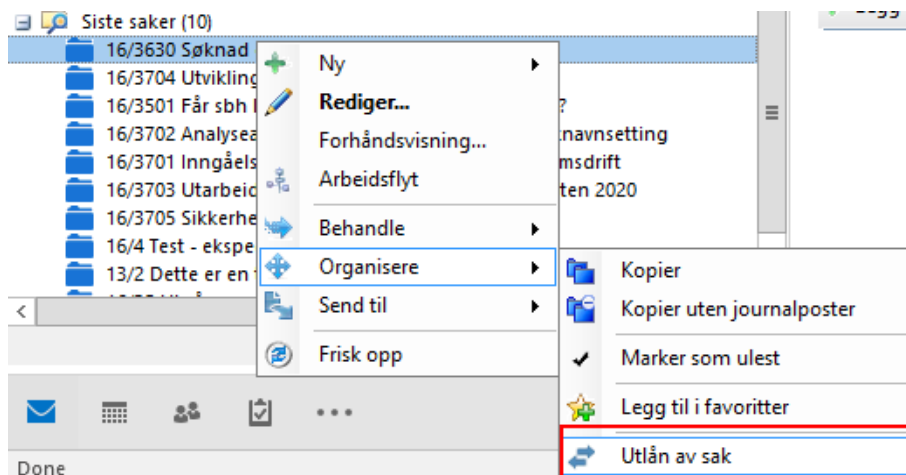 Siste saker (10)
16/3630 Søknad
16/3704 Utvikling
16/3501 Får sbh ?
16/3702 Analysea navnsetting
16/3701 Inngåels msdrift
16/3703 Utarbeid ten 2020
16/3705 Sikkerhe
16/4 Test - ekspe
13/2 Dette er en
Ny
Rediger...
Forhåndsvisning...
Arbeidsflyt
Behandle
Organisere
Send til
Frisk opp
Kopier
Kopier uten journalposter
Marker som ulest
Legg til i favoritter
Utlån av sak
Done